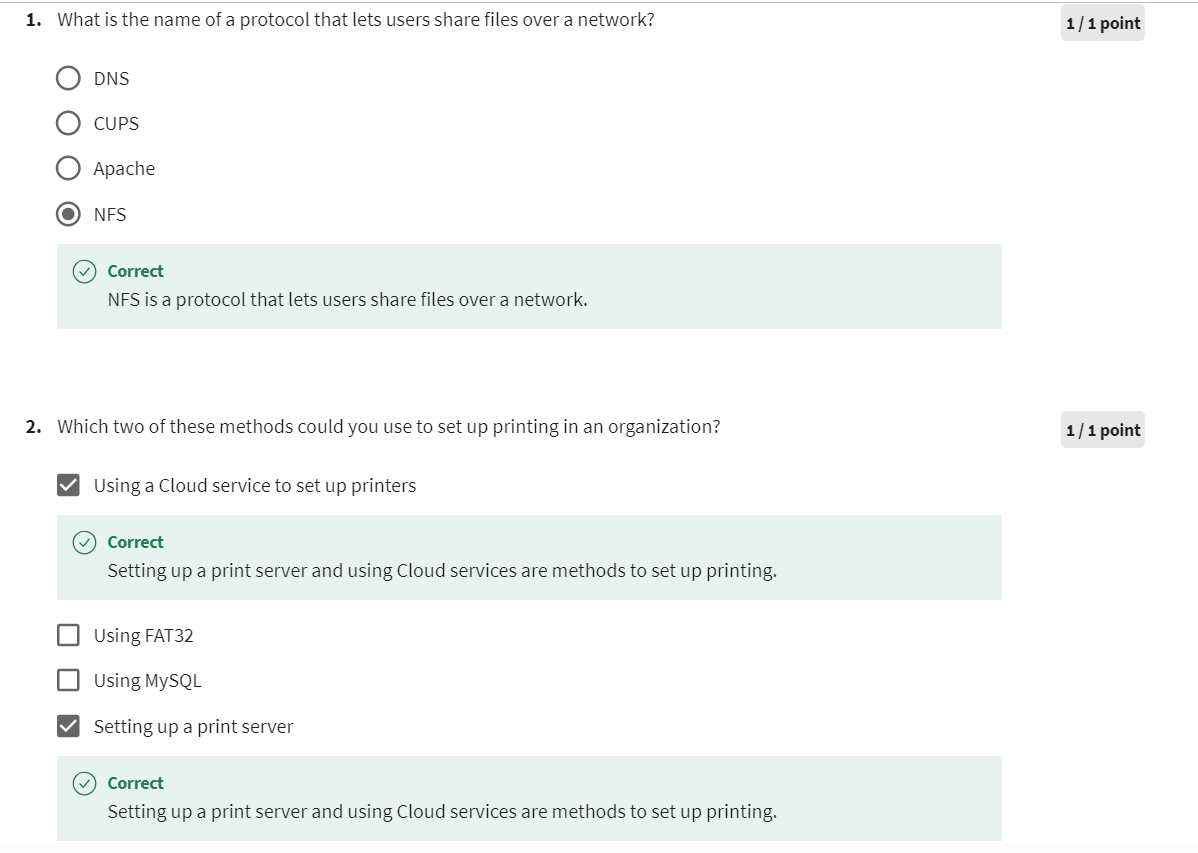 1. What is the name of a protocol that lets users share files over a network?
1 / 1 point
DNS
CUPS
Apache
NFS
Correct
NFS is a protocol that lets users share files over a network.
2. Which two of these methods could you use to set up printing in an organization?
1 / 1 point
Using a Cloud service to set up printers
Correct
Setting up a print server and using Cloud services are methods to set up printing.
Using FAT32
Using MySQL
Setting up a print server
Correct
Setting up a print server and using Cloud services are methods to set up printing.